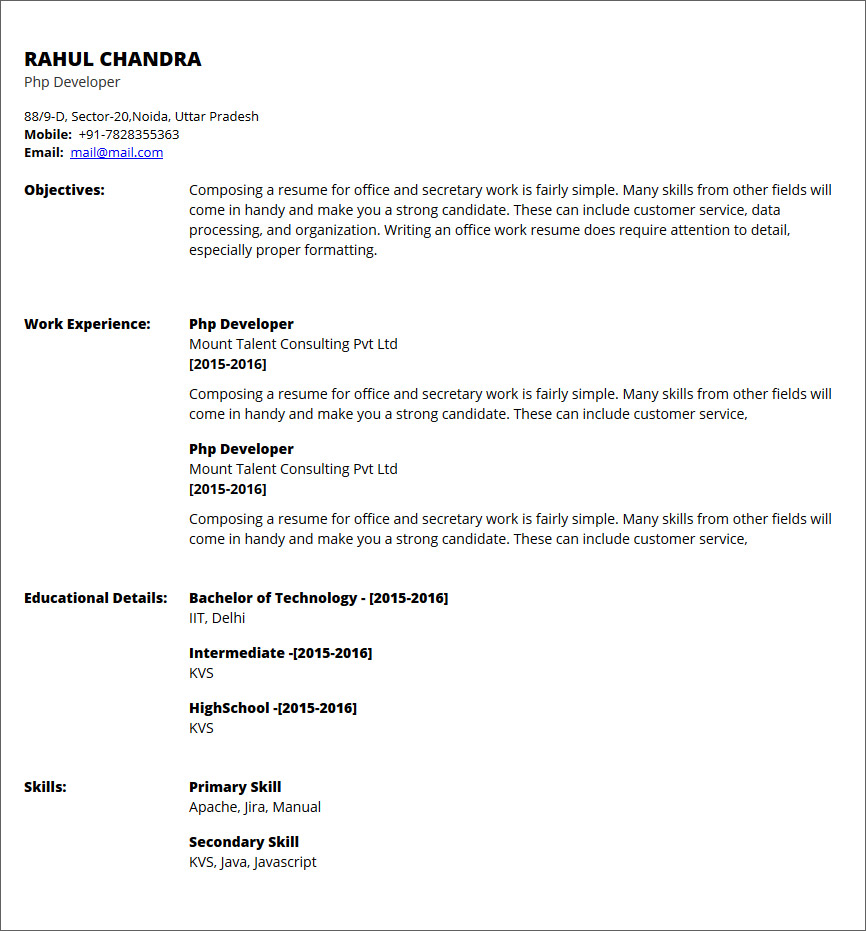 RAHUL CHANDRA
Php Developer
88/9-D, Sector-20,Noida, Uttar Pradesh
Mobile: +91-7828355363
Email: mail@mail.com
Objectives: Composing a resume for office and secretary work is fairly simple. Many skills from other fields will
come in handy and make you a strong candidate. These can include customer service, data
processing, and organization. Writing an office work resume does require attention to detail,
especially proper formatting.
Work Experience: Php Developer
Mount Talent Consulting Pvt Ltd
[2015-2016]
Composing a resume for office and secretary work is fairly simple. Many skills from other fields will
come in handy and make you a strong candidate. These can include customer service,
Php Developer
Mount Talent Consulting Pvt Ltd
[2015-2016]
Composing a resume for office and secretary work is fairly simple. Many skills from other fields will
come in handy and make you a strong candidate. These can include customer service,
Educational Details: Bachelor of Technology - [2015-2016]
IIT, Delhi
Intermediate -[2015-2016]
KVS
HighSchool -[2015-2016]
KVS
Skills: Primary Skill
Apache, Jira, Manual
Secondary Skill
KVS, Java, Javascript